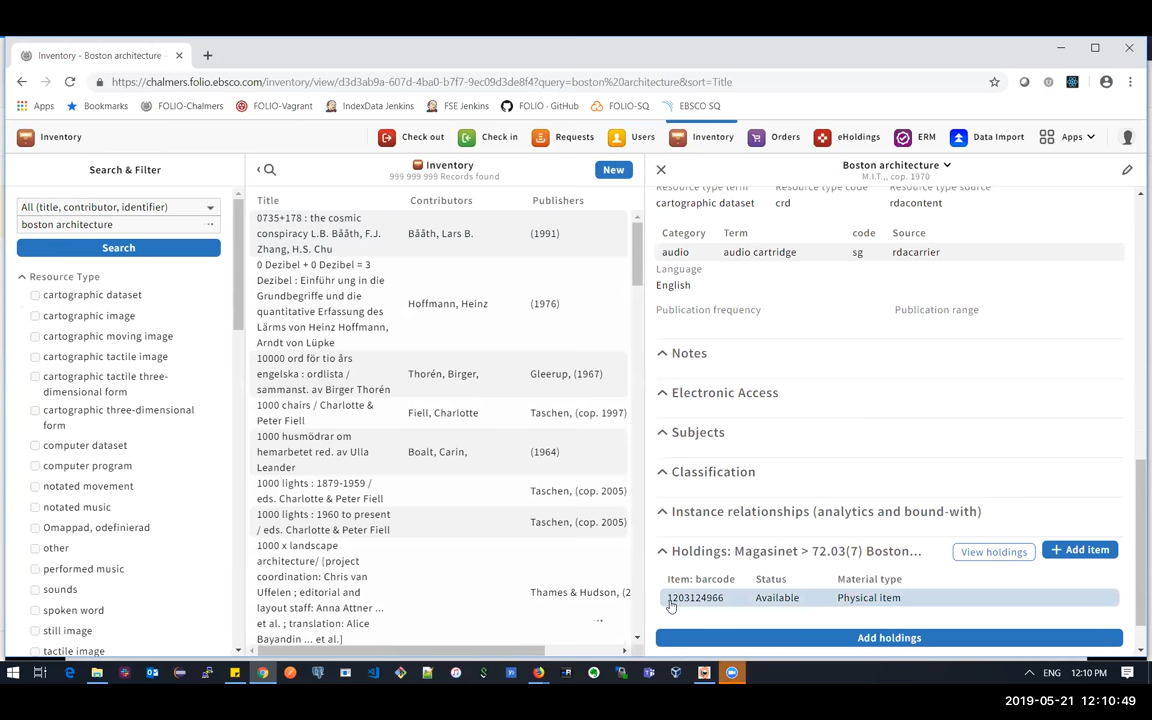 Inventory - Boston architecture
https://chalmers.folio.ebsco.com/inventory/view/d3d3ab9a-607d-4ba0-b7f7-9ec09d3de8f4?query=boston%20architecture&sort=Title
Apps Bookmarks FOLIO-Chalmers FOLIO-Vagrant IndexData Jenkins FSE Jenkins FOLIO · GitHub FOLIO-SQ EBSCO SQ
Inventory Check out Check in Requests Users Inventory Orders eHoldings ERM Data Import Apps
Search & Filter
All (title, contributor, identifier)
boston architecture
Search
Resource Type
cartographic dataset
cartographic image
cartographic moving image
cartographic tactile image
cartographic tactile three-
dimensional form
cartographic three-dimensional
form
computer dataset
computer program
notated movement
notated music
Omappad, odefinierad
other
performed music
sounds
spoken word
still image
tactile image
Inventory
999 999 999 Records found
New
Title Contributors Publishers
0735+178 : the cosmic
conspiracy L.B. Bååth, F.J. Bååth, Lars B. (1991)
Zhang, H.S. Chu
0 Dezibel + 0 Dezibel = 3
Dezibel : Einführ ung in die
Grundbegriffe und die
quantitative Erfassung des Hoffmann, Heinz (1976)
Lärms von Heinz Hoffmann,
Arndt von Lüpke
10000 ord för tio års
engelska : ordlista / Thorén, Birger, Gleerup, (1967)
sammanst. av Birger Thorén
1000 chairs / Charlotte & Fiell, Charlotte Taschen, (cop. 1997)
Peter Fiell
1000 husmödrar om
hemarbetet red. av Ulla Boalt, Carin, (1964)
Leander
1000 lights : 1879-1959 / Taschen, (cop. 2005)
eds. Charlotte & Peter Fiell
1000 lights : 1960 to present Taschen, (cop. 2005)
/ eds. Charlotte & Peter Fiell
1000 x landscape
architecture/ [project
coordination: Chris van
Uffelen ; editorial and Thames & Hudson, (2
layout staff: Anna Attner ...
et al. ; translation: Alice
Bayandin ... et al.]
Boston architecture
M.I.T.,, cop. 1970
Resource type term Resource type code Resource type source
cartographic dataset crd rdacontent
Category Term code Source
audio audio cartridge sg rdacarrier
Language
English
Publication frequency Publication range
Notes
Electronic Access
Subjects
Classification
Instance relationships (analytics and bound-with)
Holdings: Magasinet > 72.03(7) Boston... View holdings + Add item
Item: barcode Status Material type
1203124966 Available Physical item
Add holdings
ENG 12:10 PM
2019-05-21 12:10:49